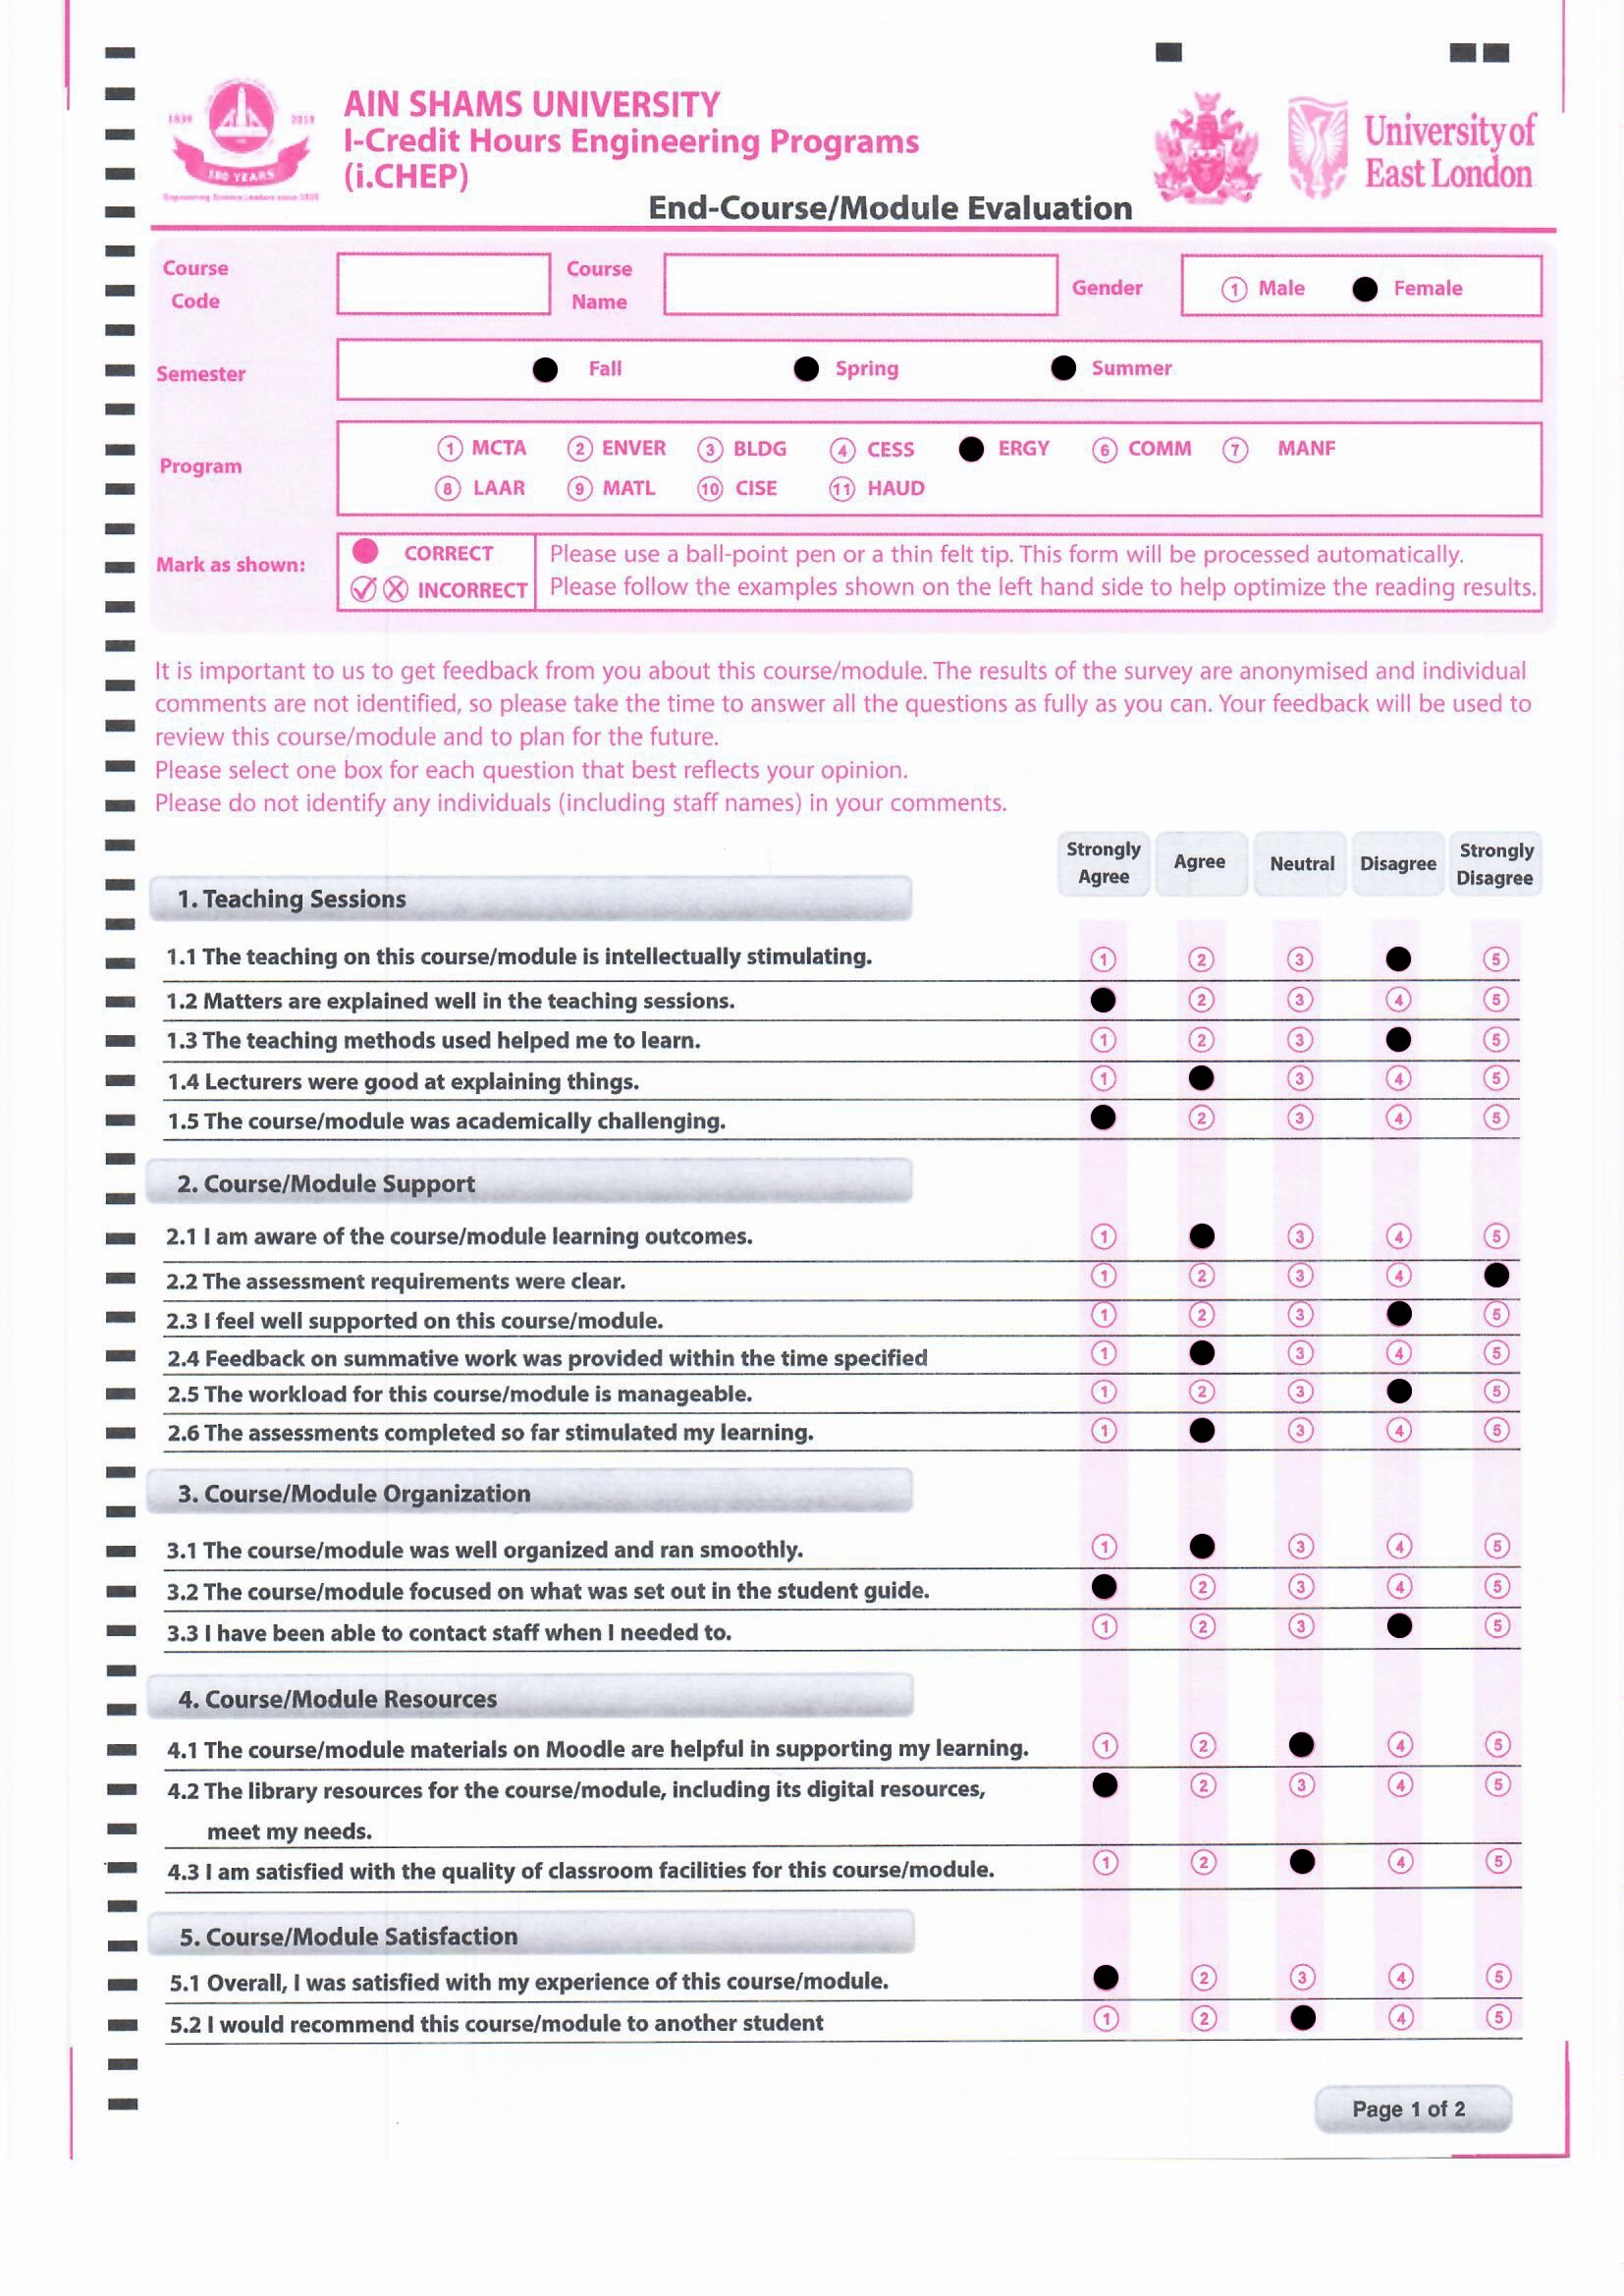 1839 2019
180 YEARS
Engineering Science Leaders since 1839
AIN SHAMS UNIVERSITY
I-Credit Hours Engineering Programs
(i.CHEP)
University of
East London
End-Course/Module Evaluation
Course Code
Course Name
Gender 1 Male Female
Semester Fall Spring Summer
Program
1 MCTA 2 ENVER 3 BLDG 4 CESS ERGY 6 COMM 7 MANF
8 LAAR 9 MATL 10 CISE 11 HAUD
Mark as shown:
CORRECT
INCORRECT
Please use a ball-point pen or a thin felt tip. This form will be processed automatically.
Please follow the examples shown on the left hand side to help optimize the reading results.
It is important to us to get feedback from you about this course/module. The results of the survey are anonymised and individual
comments are not identified, so please take the time to answer all the questions as fully as you can. Your feedback will be used to
review this course/module and to plan for the future.
Please select one box for each question that best reflects your opinion.
Please do not identify any individuals (including staff names) in your comments.
Strongly Agree Agree Neutral Disagree Strongly Disagree
1. Teaching Sessions
1.1 The teaching on this course/module is intellectually stimulating. 1 2 3 5
1.2 Matters are explained well in the teaching sessions. 2 3 4 5
1.3 The teaching methods used helped me to learn. 1 2 3 5
1.4 Lecturers were good at explaining things. 1 3 4 5
1.5 The course/module was academically challenging. 2 3 4 5
2. Course/Module Support
2.1 I am aware of the course/module learning outcomes. 1 3 4 5
2.2 The assessment requirements were clear. 1 2 3 4
2.3 I feel well supported on this course/module. 1 2 3 5
2.4 Feedback on summative work was provided within the time specified 1 3 4 5
2.5 The workload for this course/module is manageable. 1 2 3 5
2.6 The assessments completed so far stimulated my learning. 1 3 4 5
3. Course/Module Organization
3.1 The course/module was well organized and ran smoothly. 1 3 4 5
3.2 The course/module focused on what was set out in the student guide. 2 3 4 5
3.3 I have been able to contact staff when I needed to. 1 2 3 5
4. Course/Module Resources
4.1 The course/module materials on Moodle are helpful in supporting my learning. 1 2 4 5
4.2 The library resources for the course/module, including its digital resources, 2 3 4 5
meet my needs.
4.3 I am satisfied with the quality of classroom facilities for this course/module. 1 2 4 5
5. Course/Module Satisfaction
5.1 Overall, I was satisfied with my experience of this course/module. 2 3 4 5
5.2 I would recommend this course/module to another student 1 2 4 5
Page 1 of 2